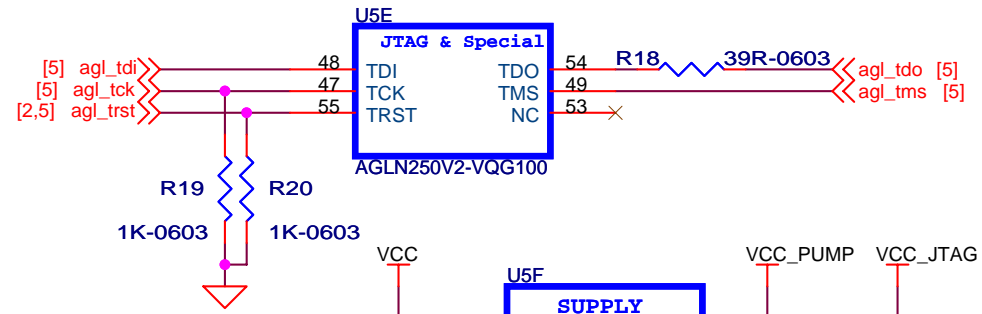 U5E
JTAG & Special
[5] agl_tdi 48 TDI TDO 54 R18 39R-0603 agl_tdo [5]
[5] agl_tck 47 TCK TMS 49 agl_tms [5]
[2,5] agl_trst 55 TRST NC 53
AGLN250V2-VQG100
R19 R20
1K-0603 1K-0603
VCC VCC_PUMP VCC_JTAG
U5F
SUPPLY